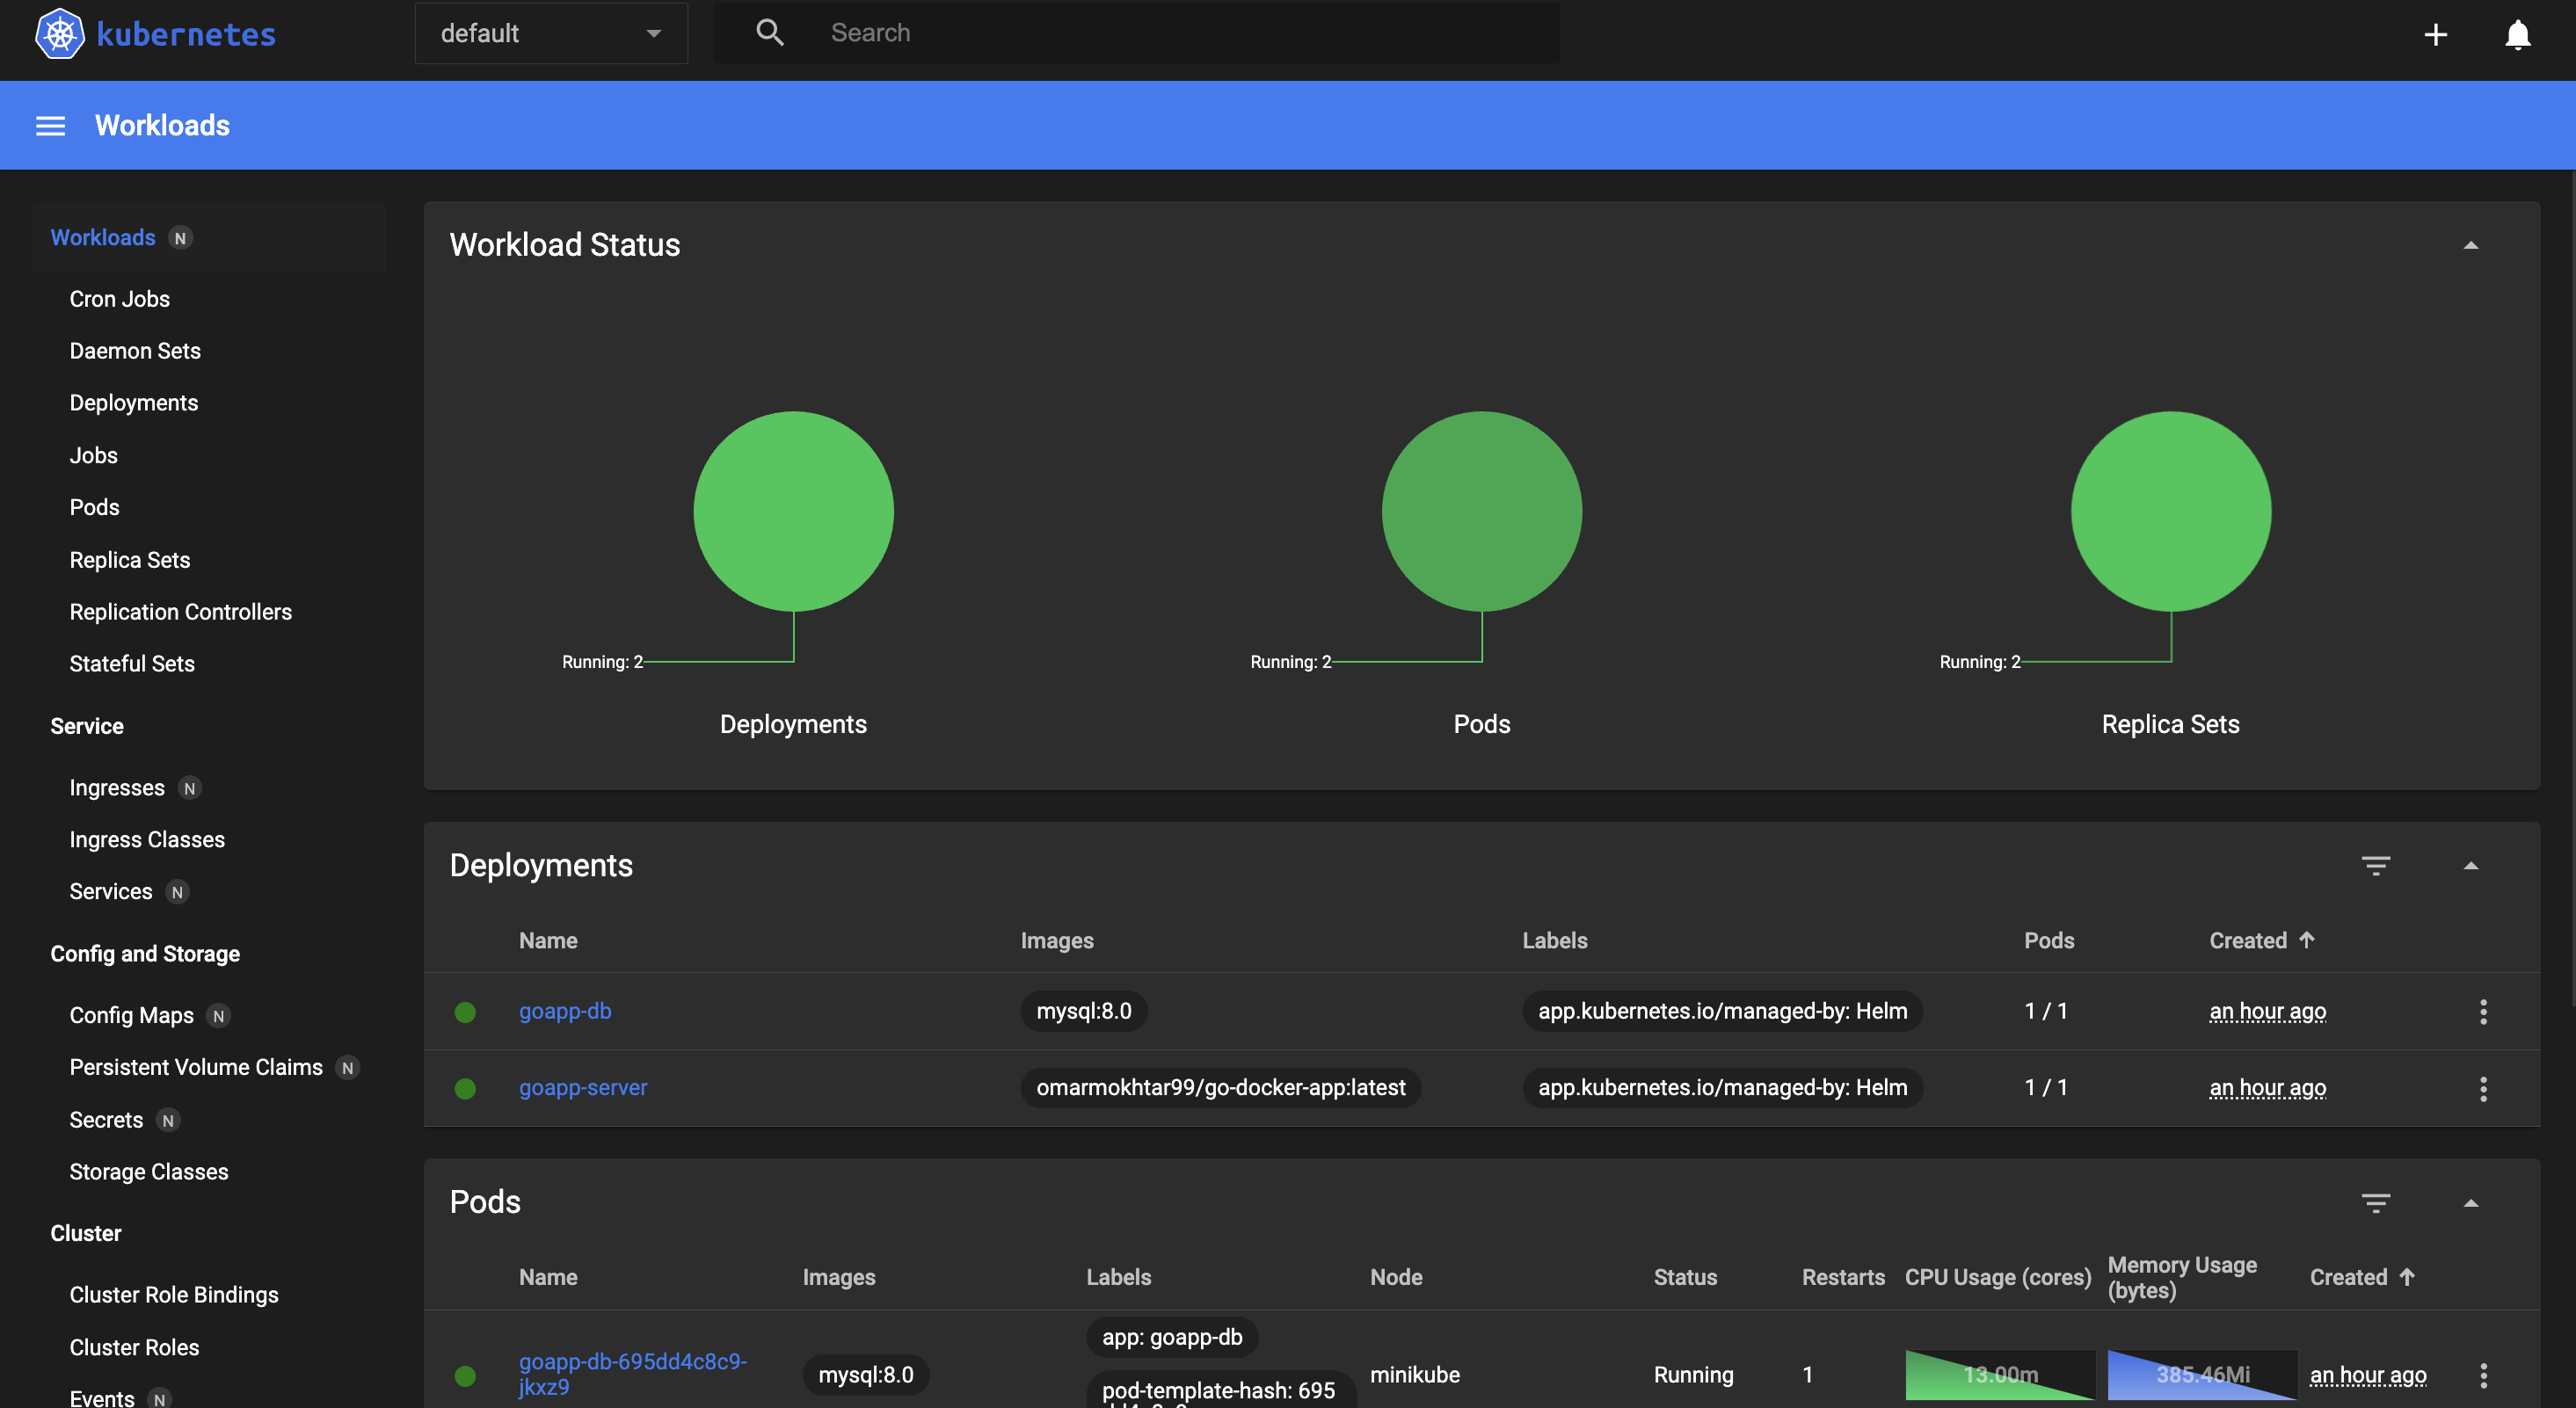 kubernetes
default
Search
Workloads
Workloads N
Cron Jobs
Daemon Sets
Deployments
Jobs
Pods
Replica Sets
Replication Controllers
Stateful Sets
Service
Ingresses N
Ingress Classes
Services N
Config and Storage
Config Maps N
Persistent Volume Claims N
Secrets N
Storage Classes
Cluster
Cluster Role Bindings
Cluster Roles
Events N
Workload Status
Running: 2
Deployments
Running: 2
Pods
Running: 2
Replica Sets
Deployments
Name Images Labels Pods Created
goapp-db mysql:8.0 app.kubernetes.io/managed-by: Helm 1 / 1 an hour ago
goapp-server omarmokhtar99/go-docker-app:latest app.kubernetes.io/managed-by: Helm 1 / 1 an hour ago
Pods
Name Images Labels Node Status Restarts CPU Usage (cores) Memory Usage
(bytes) Created
goapp-db-695dd4c8c9-
jkxz9
mysql:8.0
app: goapp-db
pod-template-hash: 695
minikube Running 1 13.00m 385.46Mi an hour ago